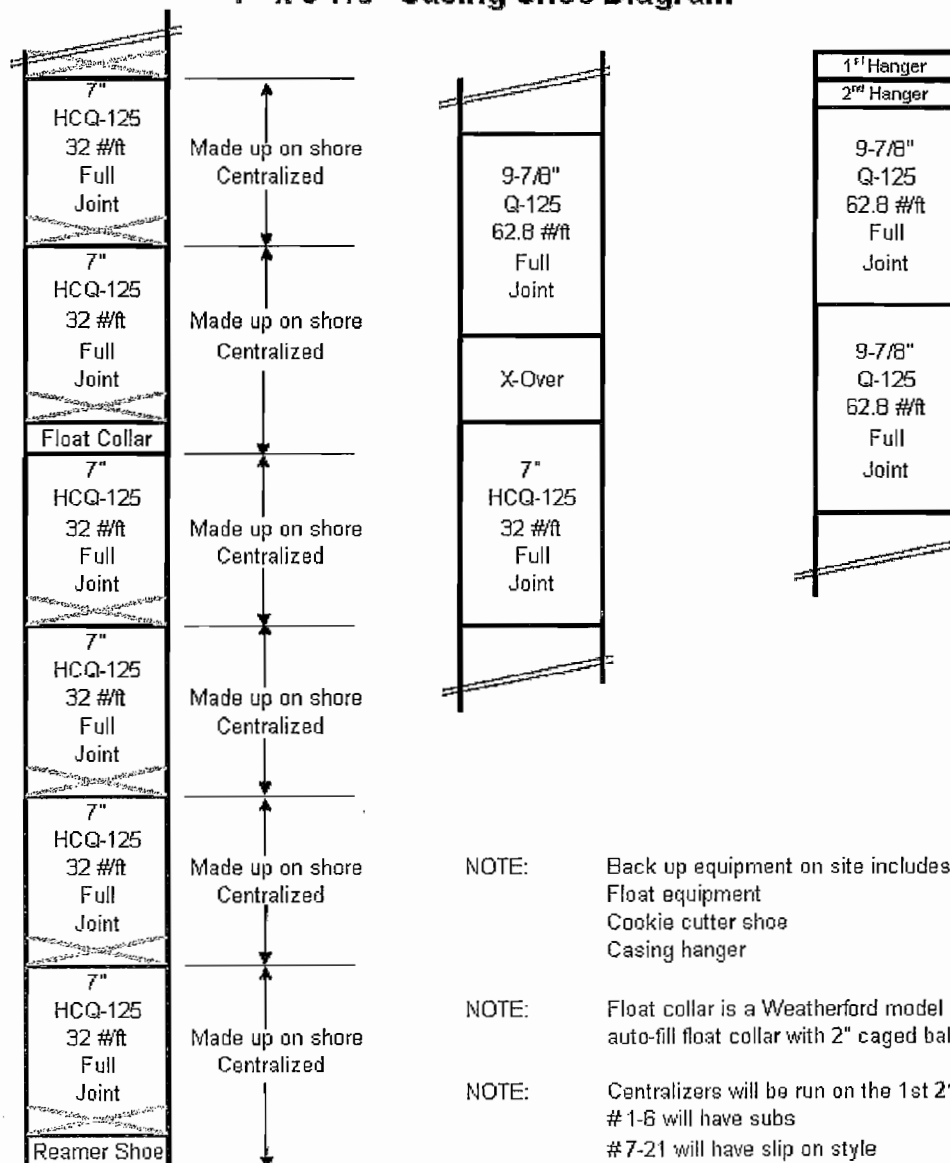 7"
HCQ-125
32 #/ft
Full
Joint
Made up on shore
Centralized
7"
HCQ-125
32 #/ft
Full
Joint
Made up on shore
Centralized
Float Collar
7"
HCQ-125
32 #/ft
Full
Joint
Made up on shore
Centralized
7"
HCQ-125
32 #/ft
Full
Joint
Made up on shore
Centralized
7"
HCQ-125
32 #/ft
Full
Joint
Made up on shore
Centralized
7"
HCQ-125
32 #/ft
Full
Joint
Made up on shore
Centralized
Reamer Shoe
9-7/8"
Q-125
62.8 #/ft
Full
Joint
X-Over
7"
HCQ-125
32 #/ft
Full
Joint
1st Hanger
2nd Hanger
9-7/8"
Q-125
62.8 #/ft
Full
Joint
9-7/8"
Q-125
62.8 #/ft
Full
Joint
NOTE: Back up equipment on site includes
Float equipment
Cookie cutter shoe
Casing hanger
NOTE: Float collar is a Weatherford model
auto-fill float collar with 2" caged
NOTE: Centralizers will be run on the 1st
#1-6 will have subs
#7-21 will have slip on style